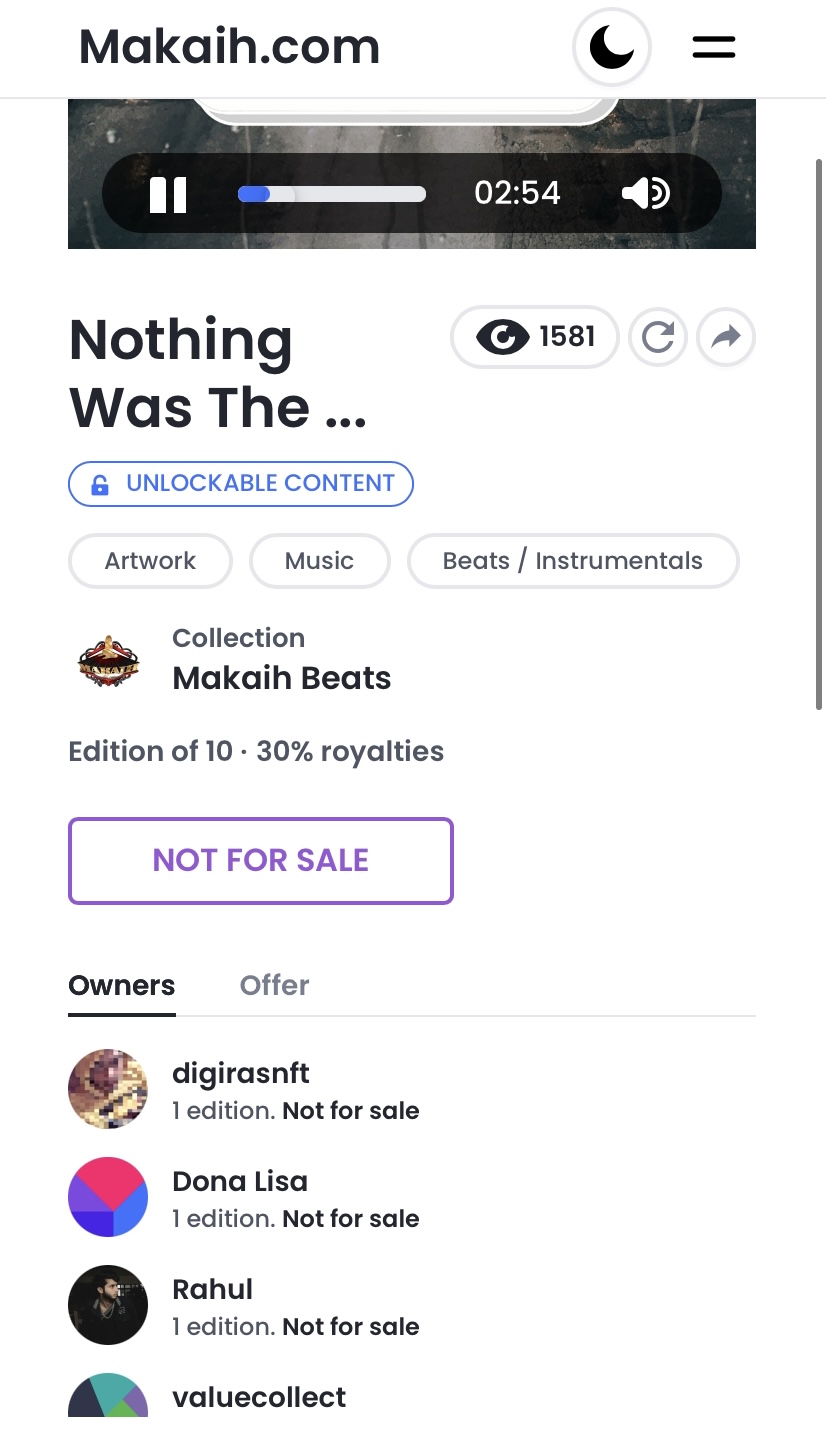 Makaih.com
02:54
Nothing
Was The ...
1581
UNLOCKABLE CONTENT
Artwork
Music
Beats / Instrumentals
Collection
MAKAIH
Makaih Beats
Edition of 10 · 30% royalties
NOT FOR SALE
Owners
Offer
digirasnft
1 edition. Not for sale
Dona Lisa
1 edition. Not for sale
Rahul
1 edition. Not for sale
valuecollect